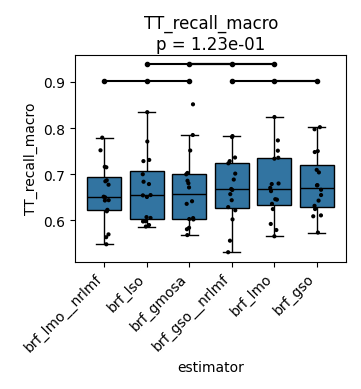 TT_recall_macro
p = 1.23e-01
TT_recall_macro
0.9
0.8
0.7
0.6
brf_lmo__nrlmf
brf_lso
brf_gmosa
brf_gso__nrlmf
brf_lmo
brf_gso
estimator